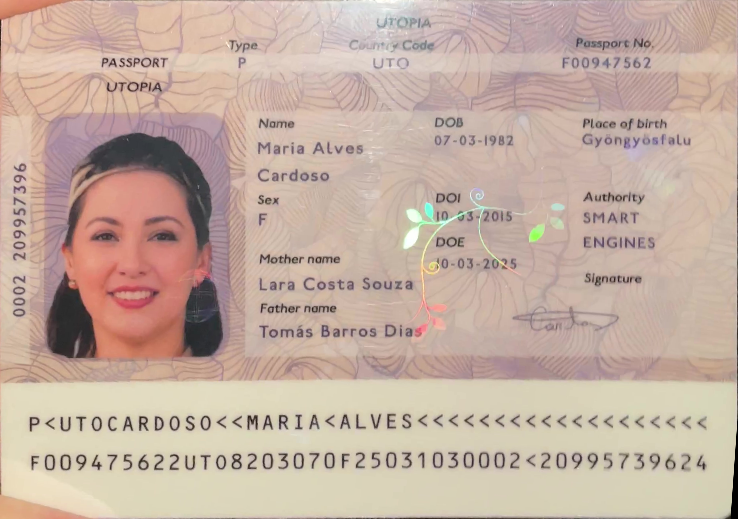 UTOPIA
Type Country Code Passport No.
PASSPORT P UTO F00947562
UTOPIA
Name DOB Place of birth
Maria Alves 07-03-1982 Gyöngyösfalu
Cardoso
Sex DOI Authority
F 10-03-2015 SMART
DOE ENGINES
Mother name 10-03-2025 Signature
Lara Costa Souza
Father name
Tomás Barros Dias
0002 209957396
P<UTOCARDOSO<<MARIA<ALVES<<<<<<<<<<<<<<<<<<<
F009475622UTO8203070F25031030002<20995739624